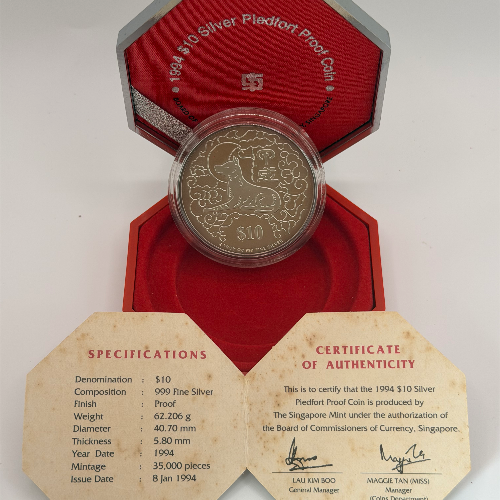 1994 $10 Silver Piedfort Proof Coin
$10
SPECIFICATIONS
Denomination : $10
Composition : 999 Fine Silver
Finish : Proof
Weight : 62.206 g
Diameter : 40.70 mm
Thickness : 5.80 mm
Year Date : 1994
Mintage : 35,000 pieces
Issue Date : 8 Jan 1994
CERTIFICATE
OF AUTHENTICITY
This is to certify that the 1994 $10 Silver
Piedfort Proof Coin is produced by
The Singapore Mint under the authorization of
the Board of Commissioners of Currency, Singapore.
LAU KIM BOO
General Manager
MAGGIE TAN (MISS)
Manager
(Coins Department)